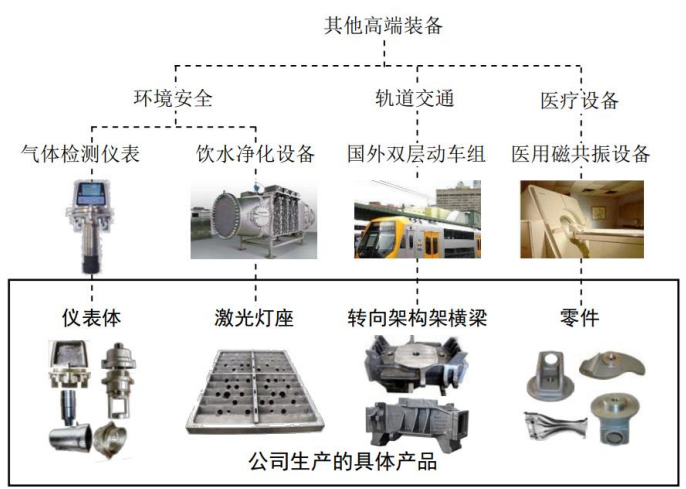 其他高端装备
环境安全
轨道交通
医疗设备
气体检测仪表
饮水净化设备
国外双层动车组
医用磁共振设备
仪表体
激光灯座
转向架构架横梁
零件
公司生产的具体产品